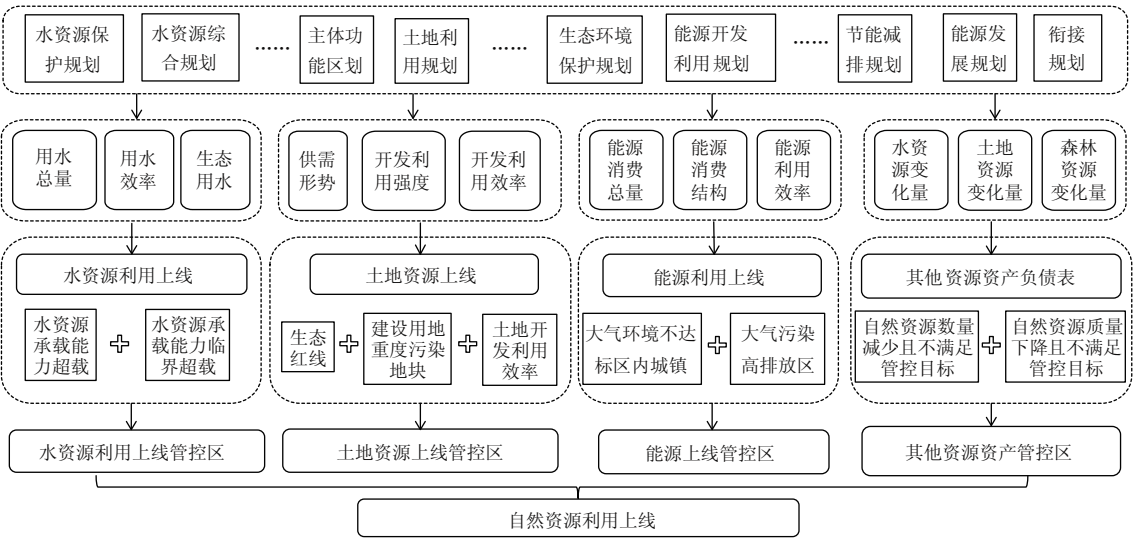 水资源保
护规划
水资源综
合规划
……
主体功
能区划
土地利
用规划
……
生态环境
保护规划
能源开发
利用规划
……
节能减
排规划
能源发
展规划
衔接
规划
用水
总量
用水
效率
生态
用水
供需
形势
开发利
用强度
开发利
用效率
能源
消费
总量
能源
消费
结构
能源
利用
效率
水资
源变
化量
土地
资源
变化量
森林
资源
变化量
水资源利用上线
土地资源上线
能源利用上线
其他资源资产负债表
水资源
承载能
力超载
水资源承
载能力临
界超载
生态
红线
建设用地
重度污染
地块
土地开
发利用
效率
大气环境不达
标区内城镇
大气污染
高排放区
自然资源数量
减少且不满足
管控目标
自然资源质量
下降且不满足
管控目标
水资源利用上线管控区
土地资源上线管控区
能源上线管控区
其他资源资产管控区
自然资源利用上线